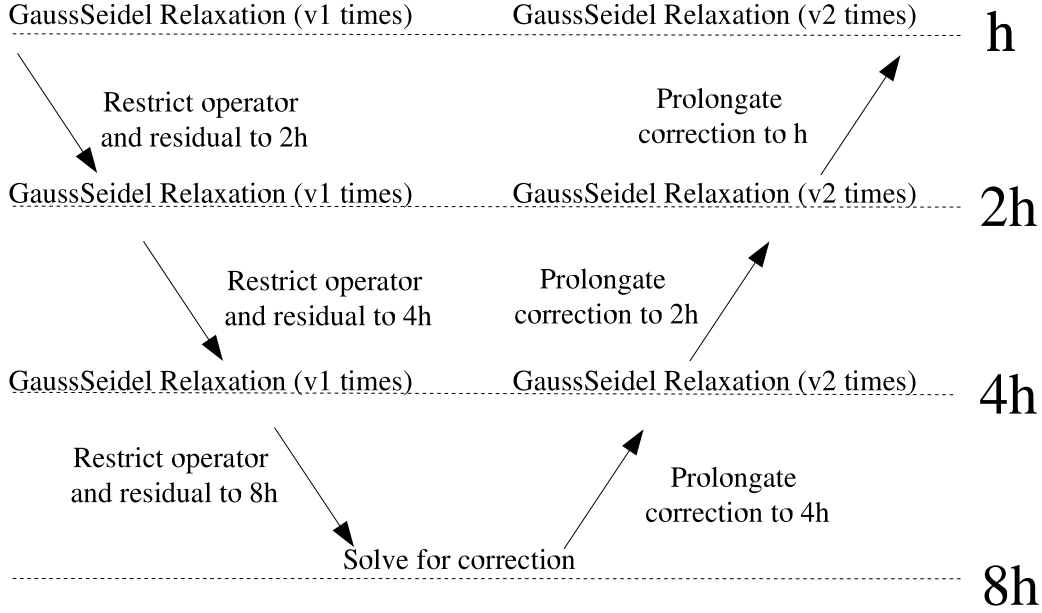 GaussSeidel Relaxation (v1 times)
GaussSeidel Relaxation (v2 times)
h
Restrict operator
and residual to 2h
Prolongate
correction to h
GaussSeidel Relaxation (v1 times)
GaussSeidel Relaxation (v2 times)
2h
Restrict operator
and residual to 4h
Prolongate
correction to 2h
GaussSeidel Relaxation (v1 times)
GaussSeidel Relaxation (v2 times)
4h
Restrict operator
and residual to 8h
Prolongate
correction to 4h
Solve for correction
8h